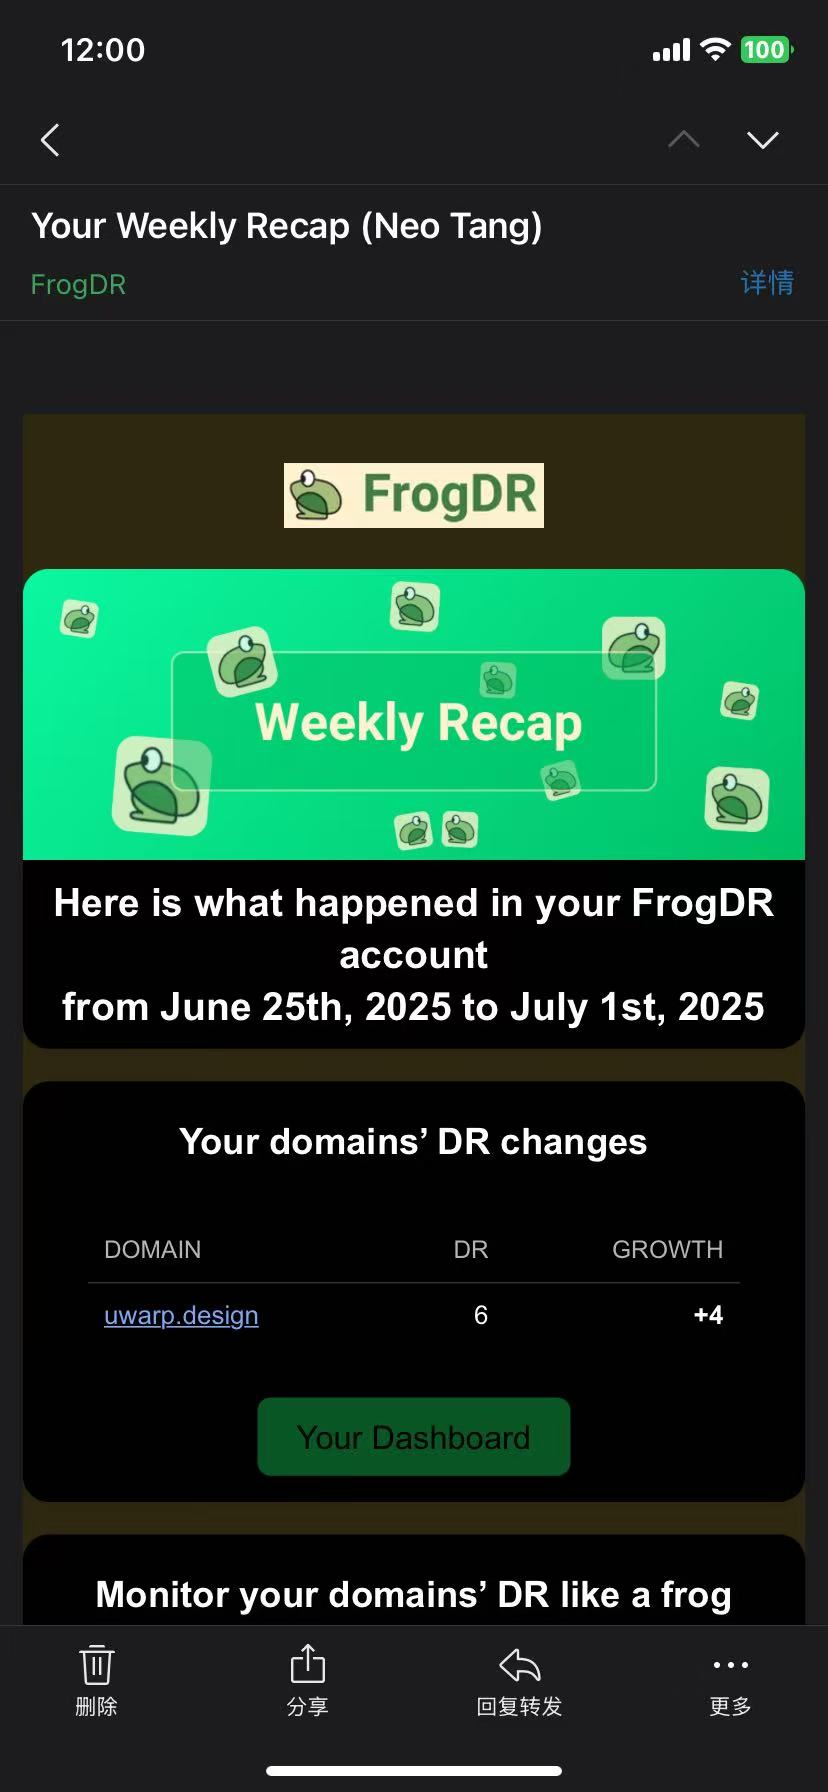 12:00
100
Your Weekly Recap (Neo Tang)
FrogDR
详情
FrogDR
Weekly Recap
Here is what happened in your FrogDR
account
from June 25th, 2025 to July 1st, 2025
Your domains’ DR changes
DOMAIN DR GROWTH
uwarp.design 6 +4
Your Dashboard
Monitor your domains’ DR like a frog
删除 分享 回复转发 更多